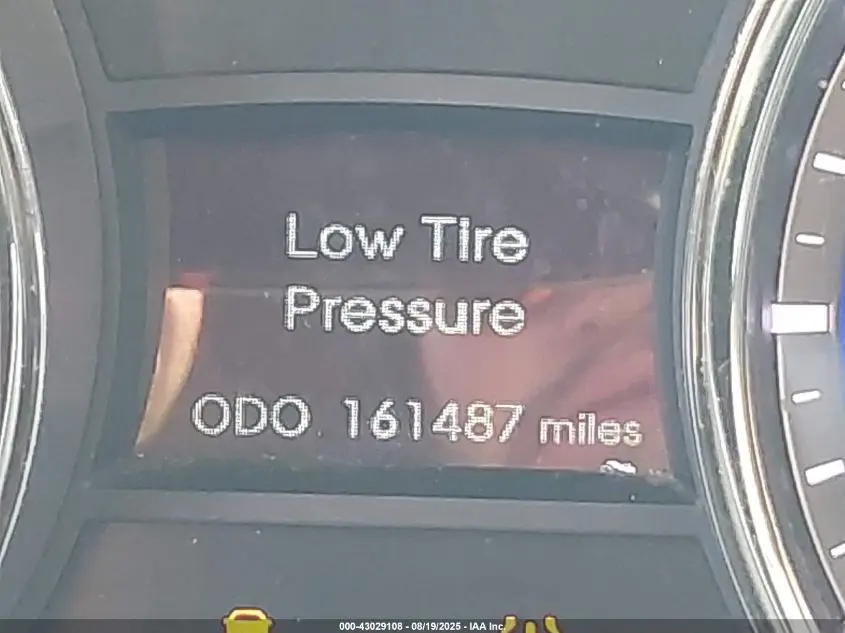 Low Tire
Pressure
ODO 161487 miles
000-43029108 - 08/19/2025 - IAA Inc.